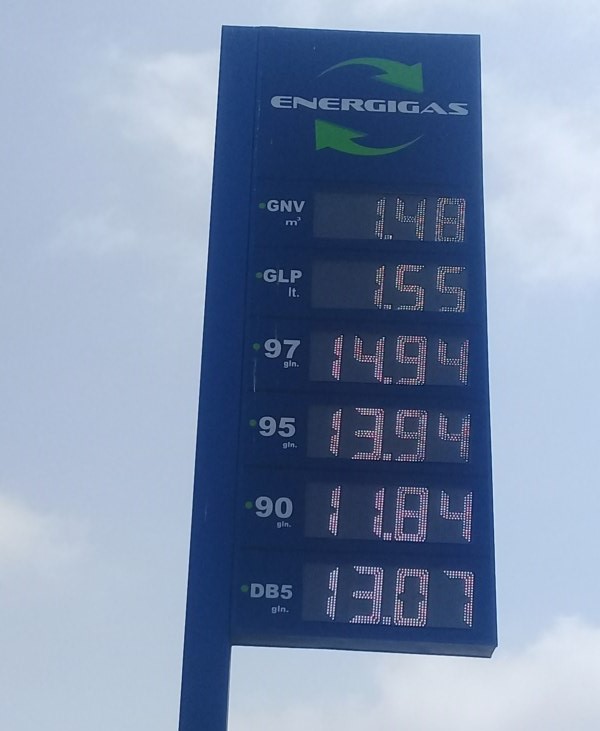 ENERGIGAS
GNV 1.48
m³
GLP 1.55
lt.
97 14.94
gln.
95 13.94
gln.
90 11.84
gln.
DB5 13.07
gln.